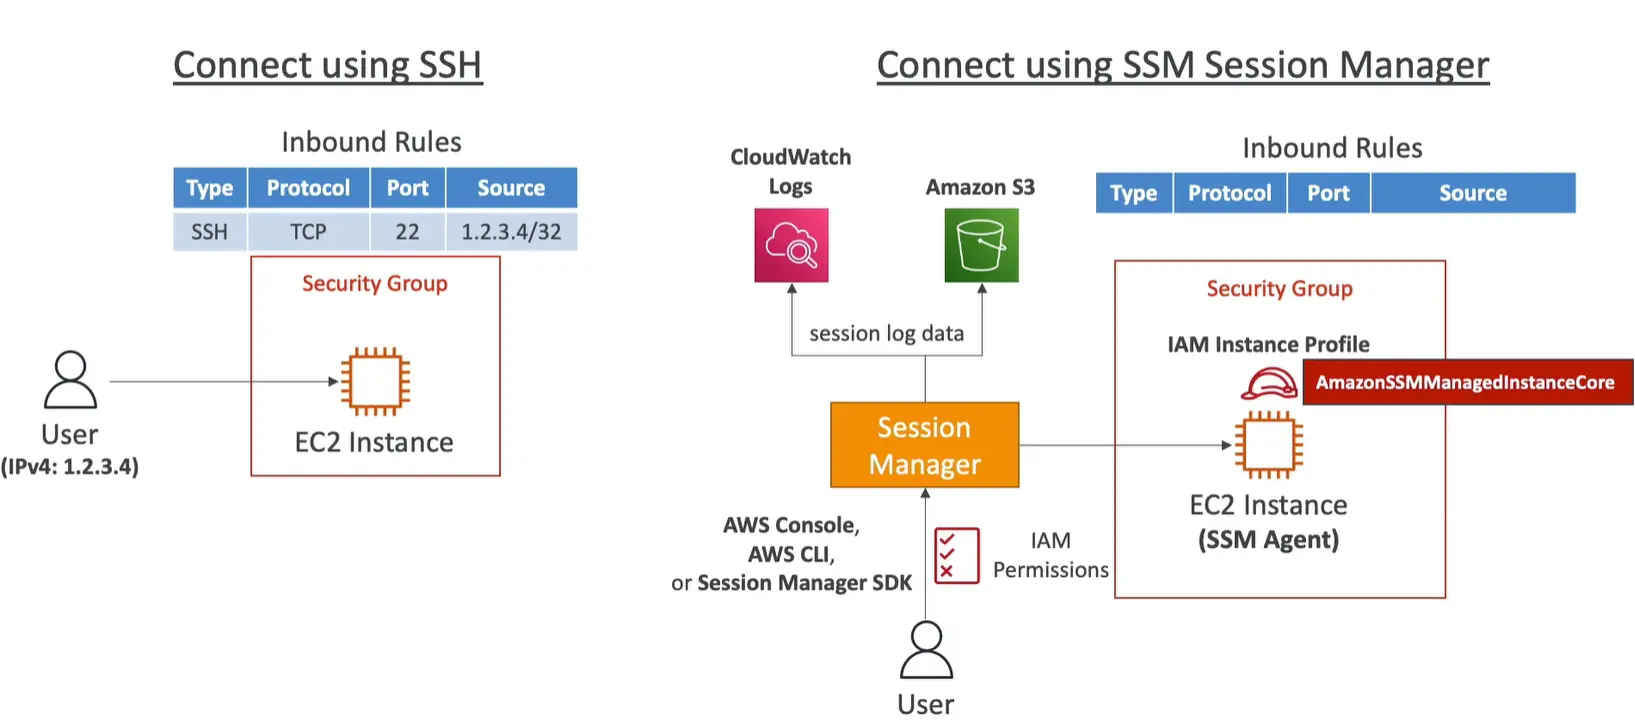 Connect using SSH
Inbound Rules
Type Protocol Port Source
SSH TCP 22 1.2.3.4/32
Security Group
User
(IPv4: 1.2.3.4)
EC2 Instance
Connect using SSM Session Manager
CloudWatch
Logs
Amazon S3
Inbound Rules
Type Protocol Port Source
session log data
Security Group
IAM Instance Profile
AmazonSSMManagedInstanceCore
Session
Manager
EC2 Instance
(SSM Agent)
AWS Console,
AWS CLI,
or Session Manager SDK
IAM
Permissions
User